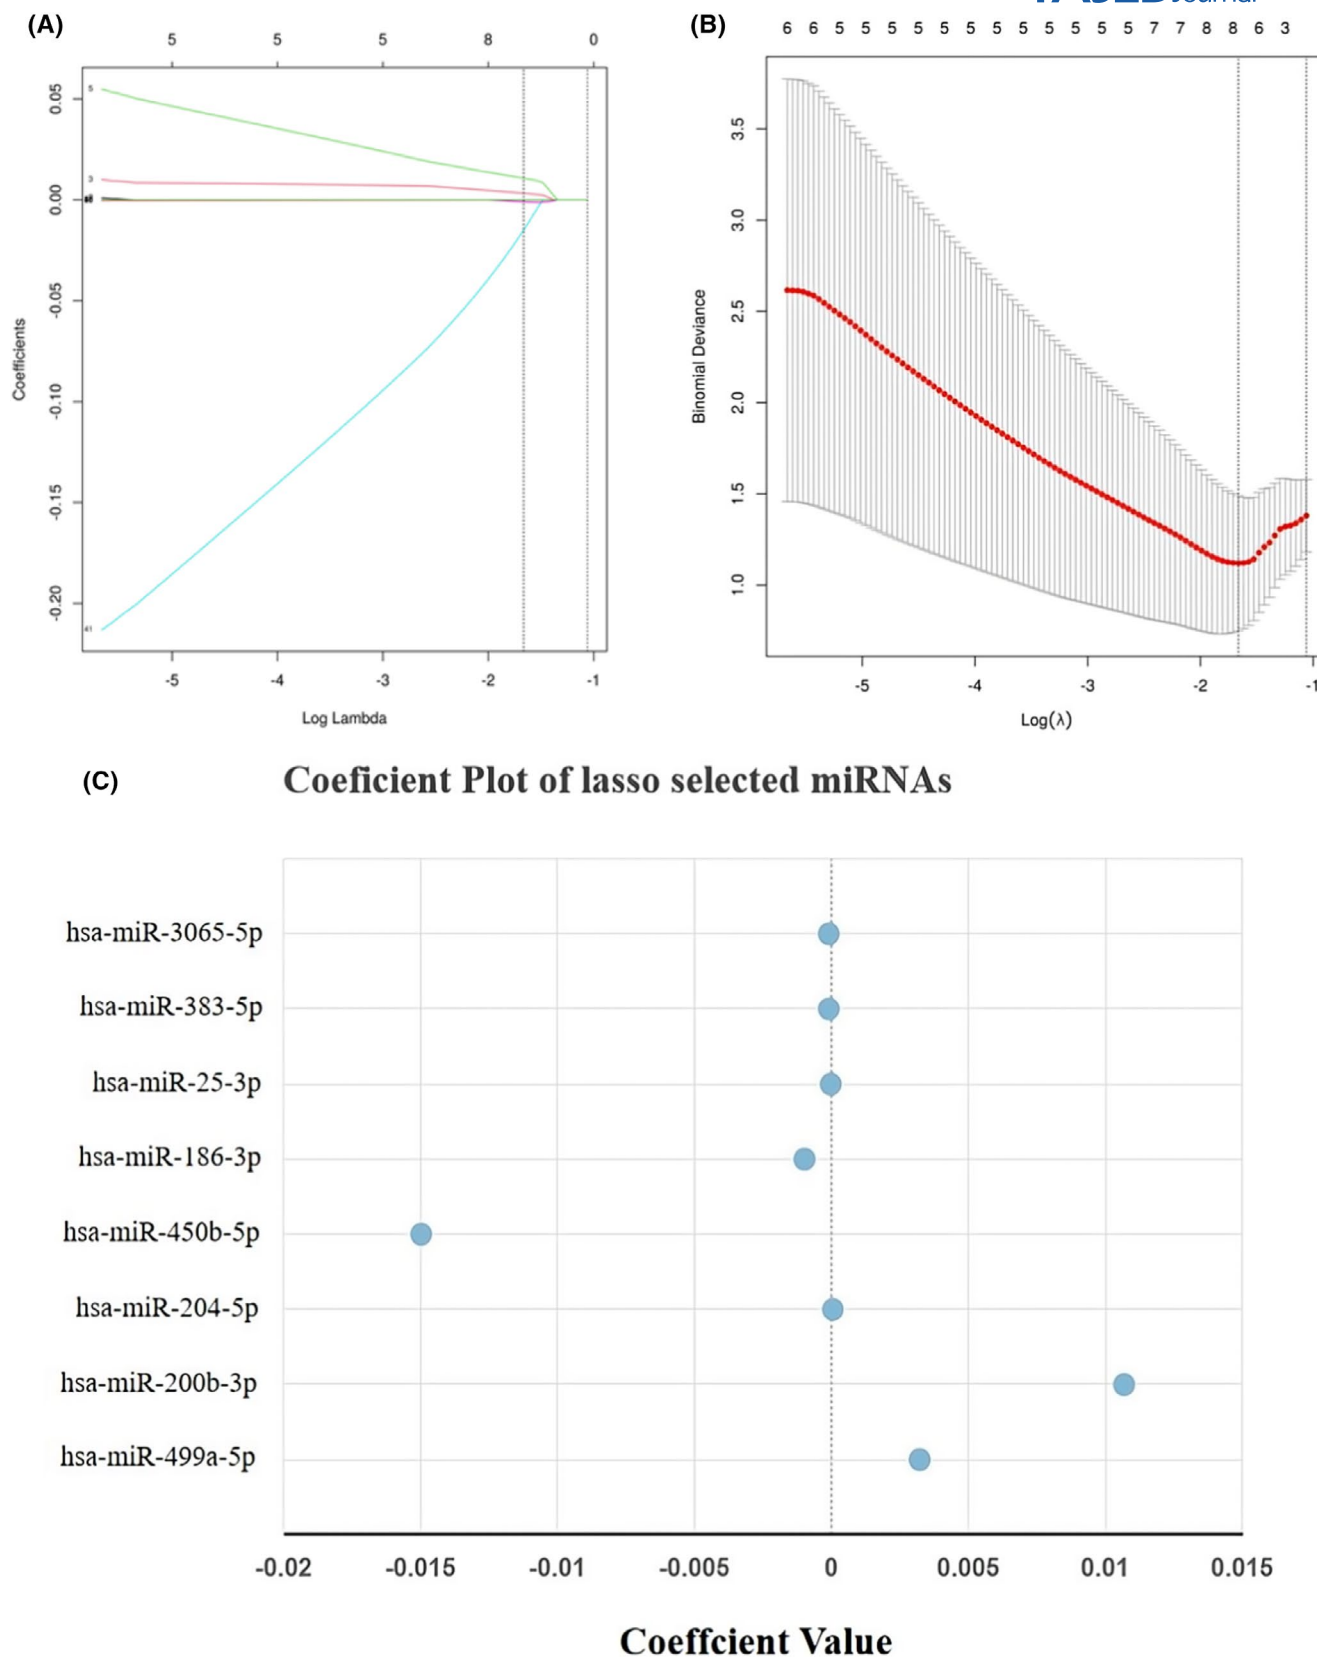 Journal
(A)
5 5 5 8 0
5
3
41
0.05
0.00
-0.05
-0.10
-0.15
-0.20
Coefficients
-5 -4 -3 -2 -1
Log Lambda
(B)
6 6 5 5 5 5 5 5 5 5 5 5 5 5 7 7 8 8 6 3
3.5
3.0
2.5
2.0
1.5
1.0
Binomial Deviance
-5 -4 -3 -2 -1
Log(λ)
(C)
Coeficient Plot of lasso selected miRNAs
hsa-miR-3065-5p
hsa-miR-383-5p
hsa-miR-25-3p
hsa-miR-186-3p
hsa-miR-450b-5p
hsa-miR-204-5p
hsa-miR-200b-3p
hsa-miR-499a-5p
-0.02 -0.015 -0.01 -0.005 0 0.005 0.01 0.015
Coeffcient Value